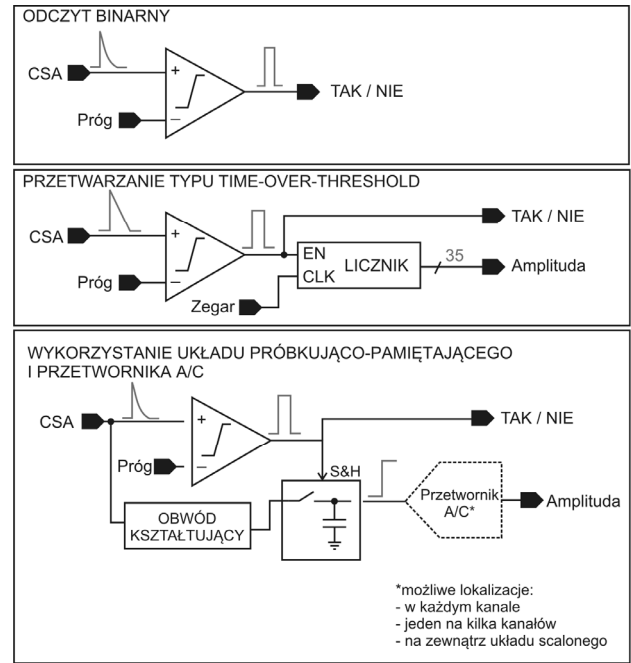 ODCZYT BINARNY
CSA
+
TAK / NIE
Próg
–
PRZETWARZANIE TYPU TIME-OVER-THRESHOLD
TAK / NIE
CSA
+
EN
LICZNIK
35
Amplituda
Próg
–
CLK
Zegar
WYKORZYSTANIE UKŁADU PRÓBKUJĄCO-PAMIĘTAJĄCEGO
I PRZETWORNIKA A/C
CSA
+
TAK / NIE
Próg
–
S&H
Przetwornik
A/C*
Amplituda
OBWÓD
KSZTAŁTUJĄCY
*możliwe lokalizacje:
- w każdym kanale
- jeden na kilka kanałów
- na zewnątrz układu scalonego